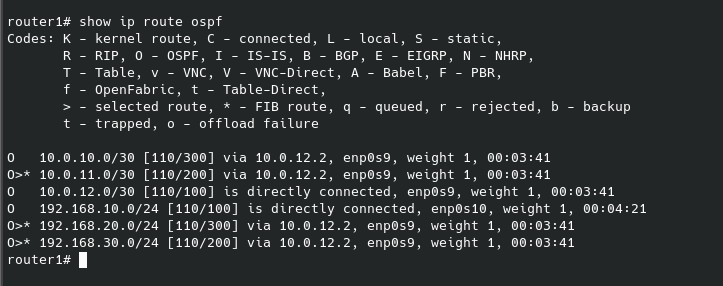 router1# show ip route ospf
Codes: K - kernel route, C - connected, L - local, S - static,
       R - RIP, O - OSPF, I - IS-IS, B - BGP, E - EIGRP, N - NHRP,
       T - Table, v - VNC, V - VNC-Direct, A - Babel, F - PBR,
       f - OpenFabric, t - Table-Direct,
       > - selected route, * - FIB route, q - queued, r - rejected, b - backup
       t - trapped, o - offload failure

O   10.0.10.0/30 [110/300] via 10.0.12.2, enp0s9, weight 1, 00:03:41
O>* 10.0.11.0/30 [110/200] via 10.0.12.2, enp0s9, weight 1, 00:03:41
O   10.0.12.0/30 [110/100] is directly connected, enp0s9, weight 1, 00:03:41
O   192.168.10.0/24 [110/100] is directly connected, enp0s10, weight 1, 00:04:21
O>* 192.168.20.0/24 [110/300] via 10.0.12.2, enp0s9, weight 1, 00:03:41
O>* 192.168.30.0/24 [110/200] via 10.0.12.2, enp0s9, weight 1, 00:03:41
router1#